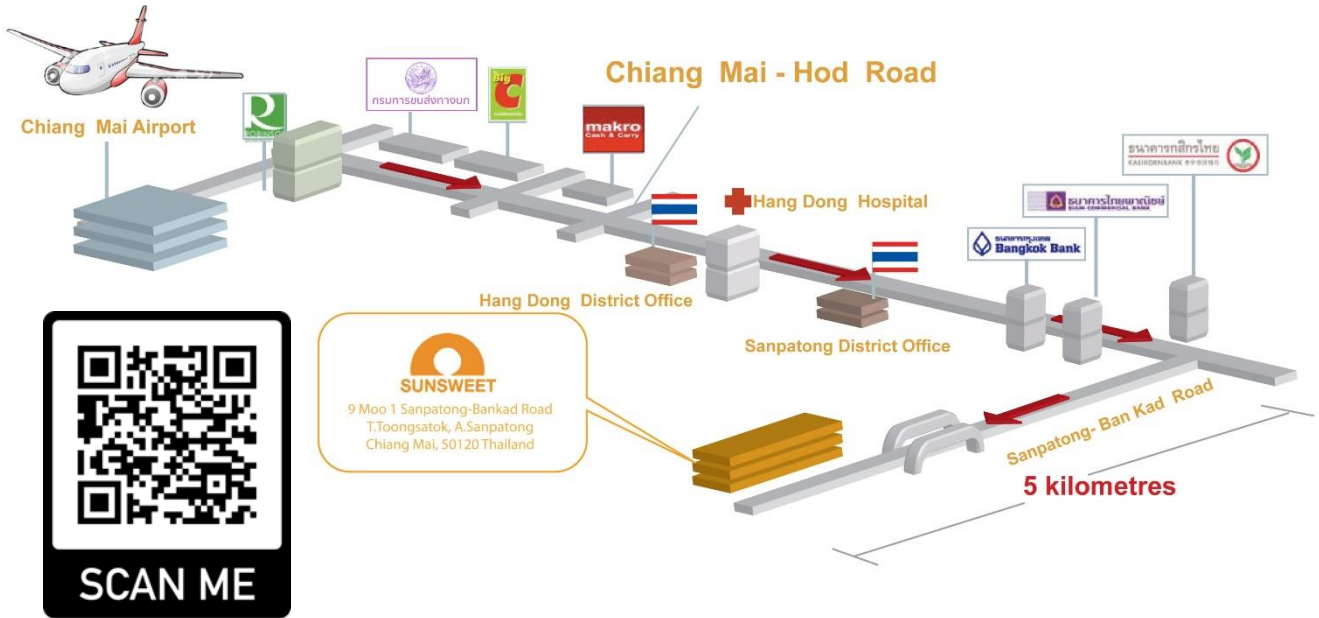 Chiang Mai Airport
ROBINSON
กรมการขนส่งทางบก
Big
C
makro
Cash & Carry
Chiang Mai - Hod Road
Hang Dong Hospital
ธนาคารกสิกรไทย
KASIKORNBANK
ธนาคารไทยพาณิชย์
SIAM COMMERCIAL BANK
ธนาคารกรุงเทพ
Bangkok Bank
Hang Dong District Office
Sanpatong District Office
SUNSWEET
9 Moo 1 Sanpatong-Bankad Road
T.Toongsatok, A.Sanpatong
Chiang Mai, 50120 Thailand
Sanpatong- Ban Kad Road
5 kilometres
SCAN ME